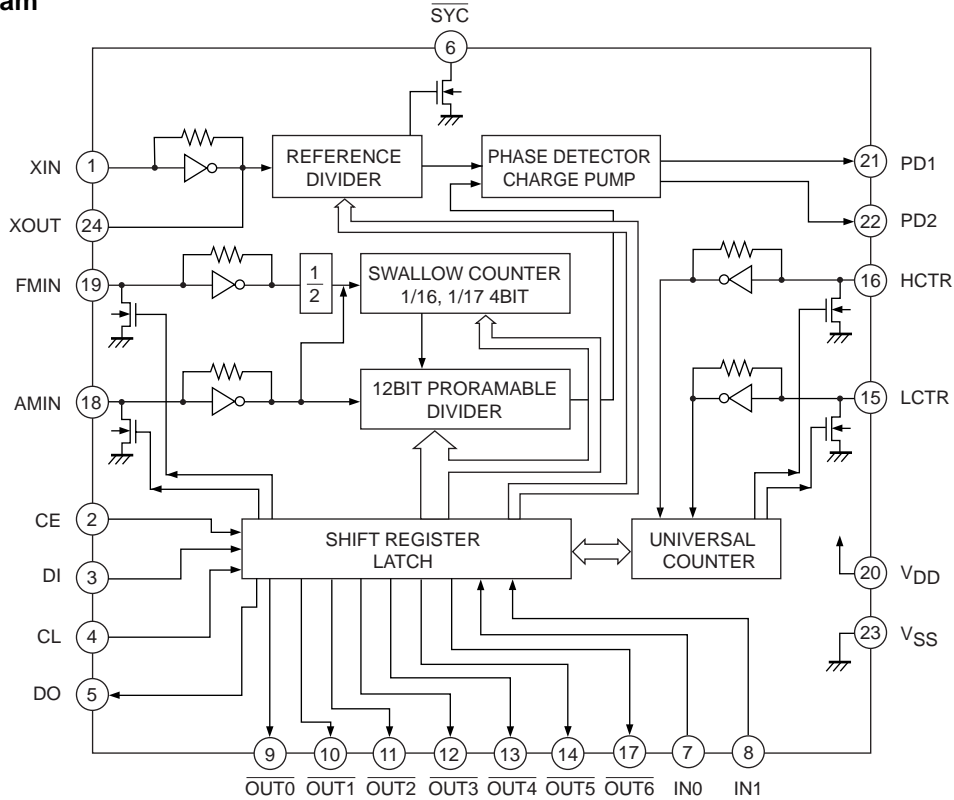 am
SYC
6
XIN
1
REFERENCE
DIVIDER
PHASE DETECTOR
CHARGE PUMP
21
PD1
XOUT
24
22
PD2
FMIN
19
1
2
SWALLOW COUNTER
1/16, 1/17 4BIT
16
HCTR
AMIN
18
12BIT PRORAMABLE
DIVIDER
15
LCTR
CE
2
SHIFT REGISTER
LATCH
UNIVERSAL
COUNTER
DI
3
20
VDD
CL
4
23
VSS
DO
5
9
10
11
12
13
14
17
7
8
OUT0
OUT1
OUT2
OUT3
OUT4
OUT5
OUT6
IN0
IN1